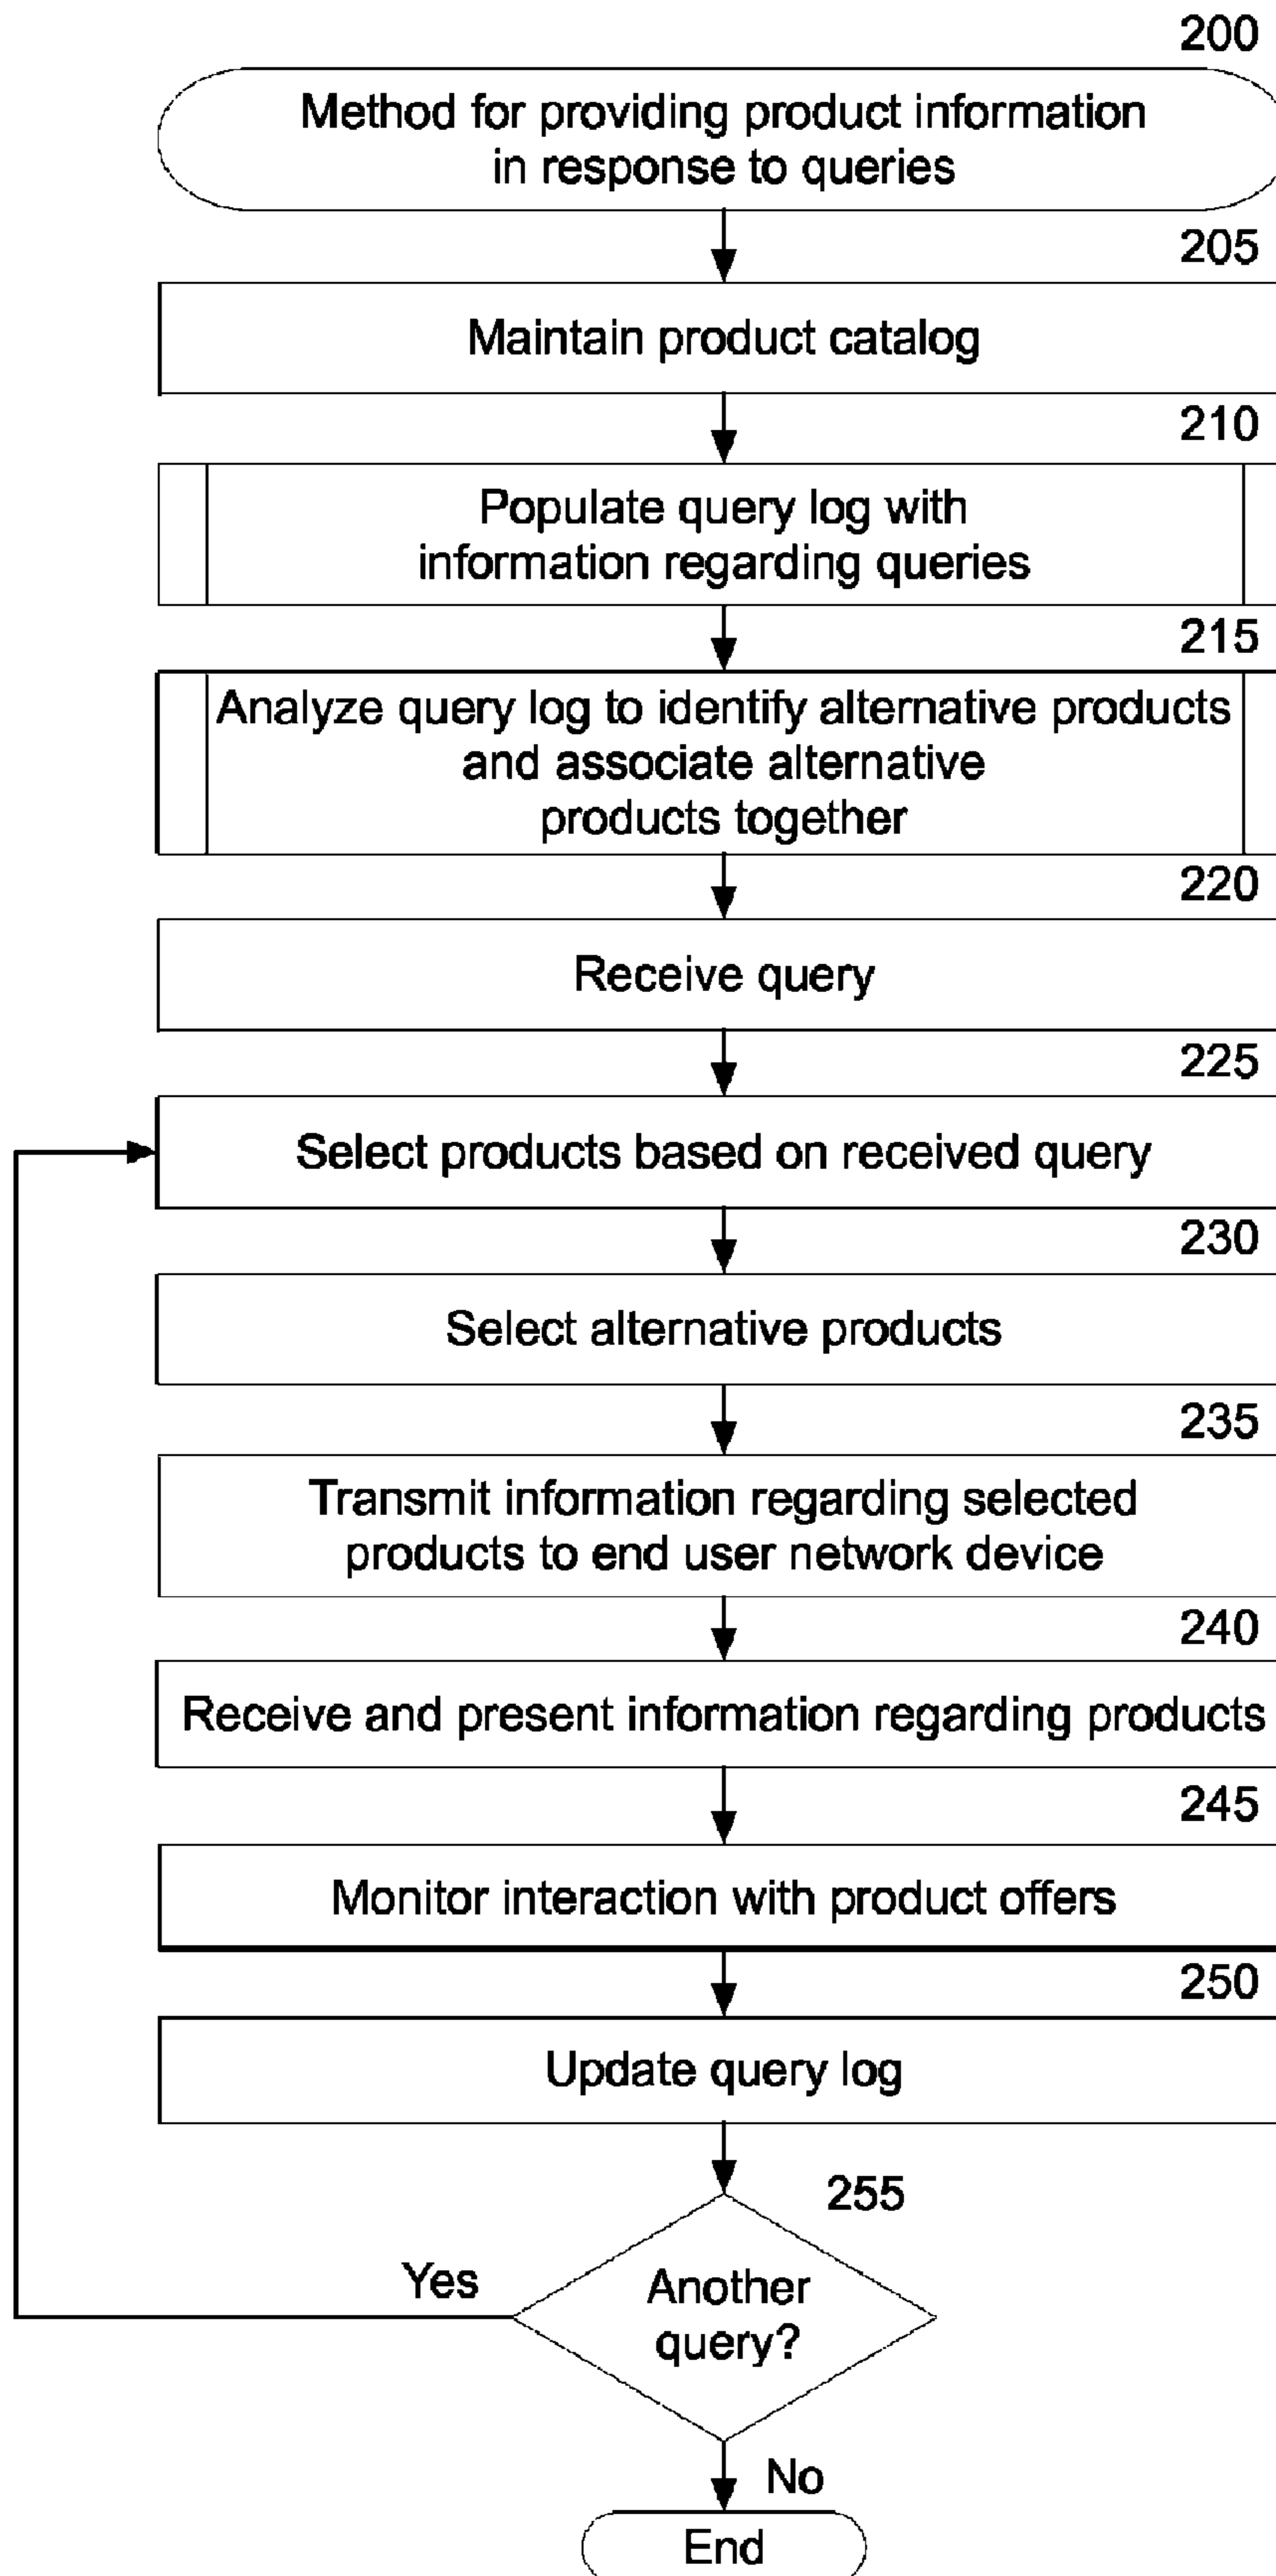 200
Method for providing product information
in response to queries
205
Maintain product catalog
210
Populate query log with
information regarding queries
215
Analyze query log to identify alternative products
and associate alternative
products together
220
Receive query
225
Select products based on received query
230
Select alternative products
235
Transmit information regarding selected
products to end user network device
240
Receive and present information regarding products
245
Monitor interaction with product offers
250
Update query log
255
Yes
Another
query?
No
End